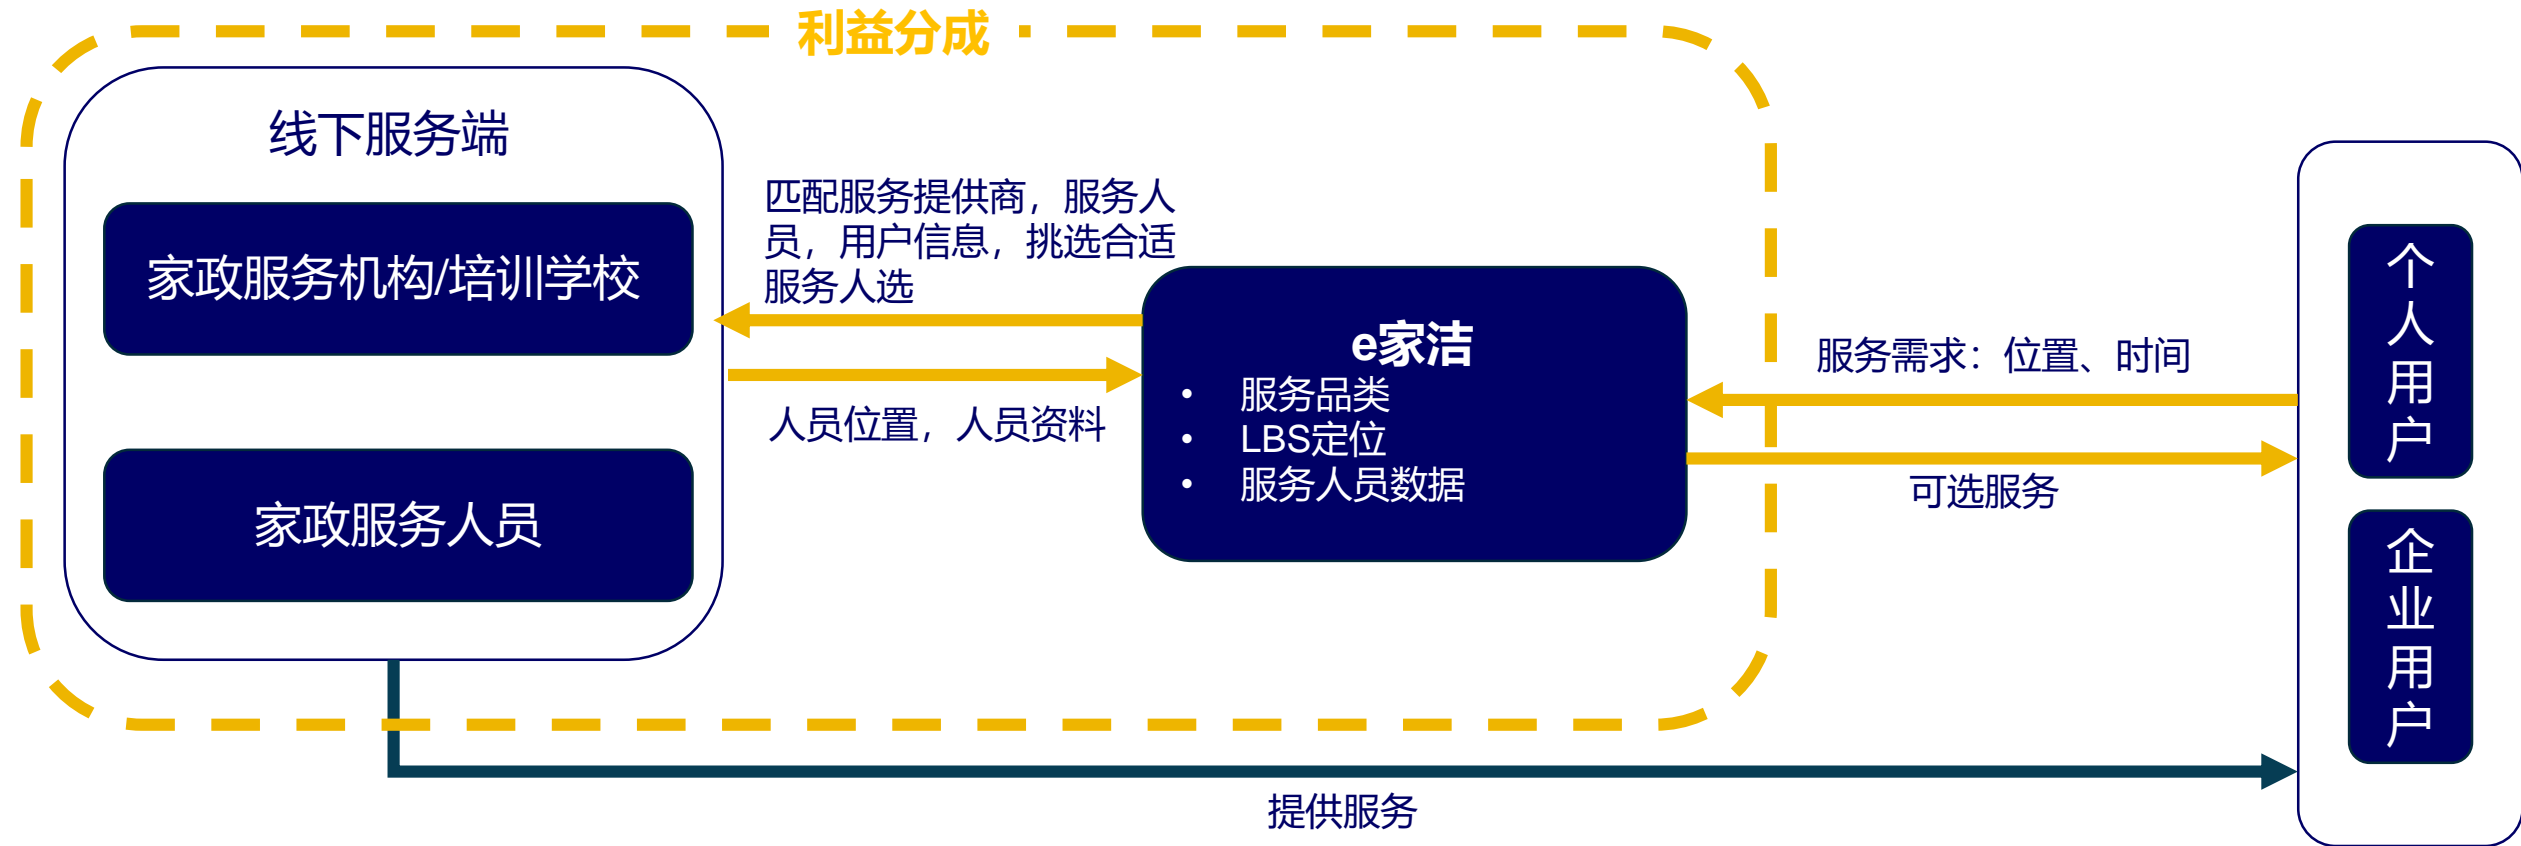 利益分成
线下服务端
家政服务机构/培训学校
家政服务人员
匹配服务提供商，服务人
员，用户信息，挑选合适
服务人选
人员位置，人员资料
e家洁
• 服务品类
• LBS定位
• 服务人员数据
服务需求：位置、时间
可选服务
个
人
用
户
企
业
用
户
提供服务